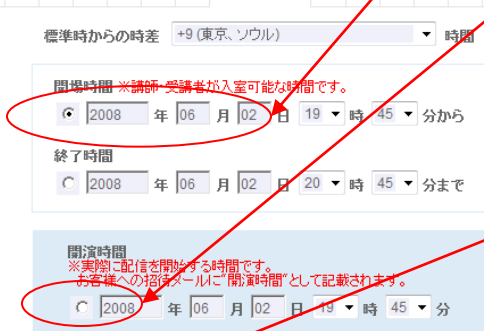 標準時からの時差 +9 (東京、ソウル) 時間
開場時間 ※講師・受講者が入室可能な時間です。
2008 年 06 月 02 日 19 時 45 分から
終了時間
2008 年 06 月 02 日 20 時 45 分まで
開演時間
※実際に配信を開始する時間です。
お客様への招待メールに"開演時間"として記載されます。
2008 年 06 月 02 日 19 時 45 分